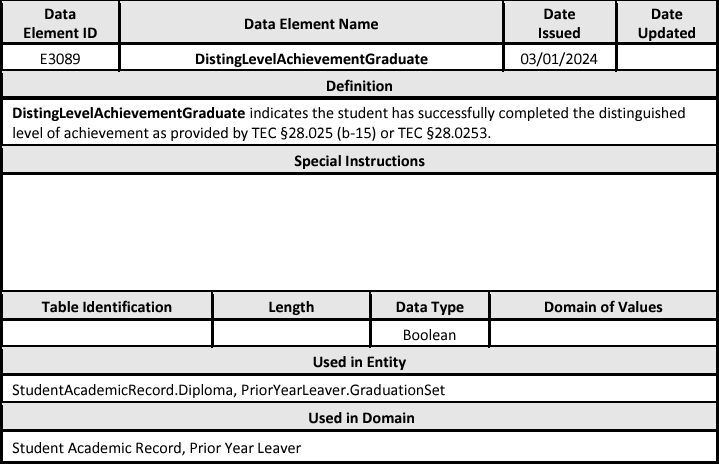 Data Element ID
Data Element Name
Date Issued
Date Updated
E3089
DistingLevelAchievementGraduate
03/01/2024
Definition
DistingLevelAchievementGraduate indicates the student has successfully completed the distinguished
level of achievement as provided by TEC §28.025 (b-15) or TEC §28.0253.
Special Instructions
Table Identification
Length
Data Type
Domain of Values
Boolean
Used in Entity
StudentAcademicRecord.Diploma, PriorYearLeaver.GraduationSet
Used in Domain
Student Academic Record, Prior Year Leaver